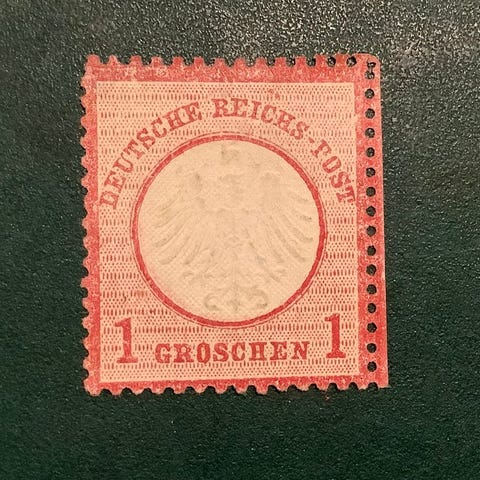 DEUTSCHE REICHS-POST
1 GROSCHEN 1